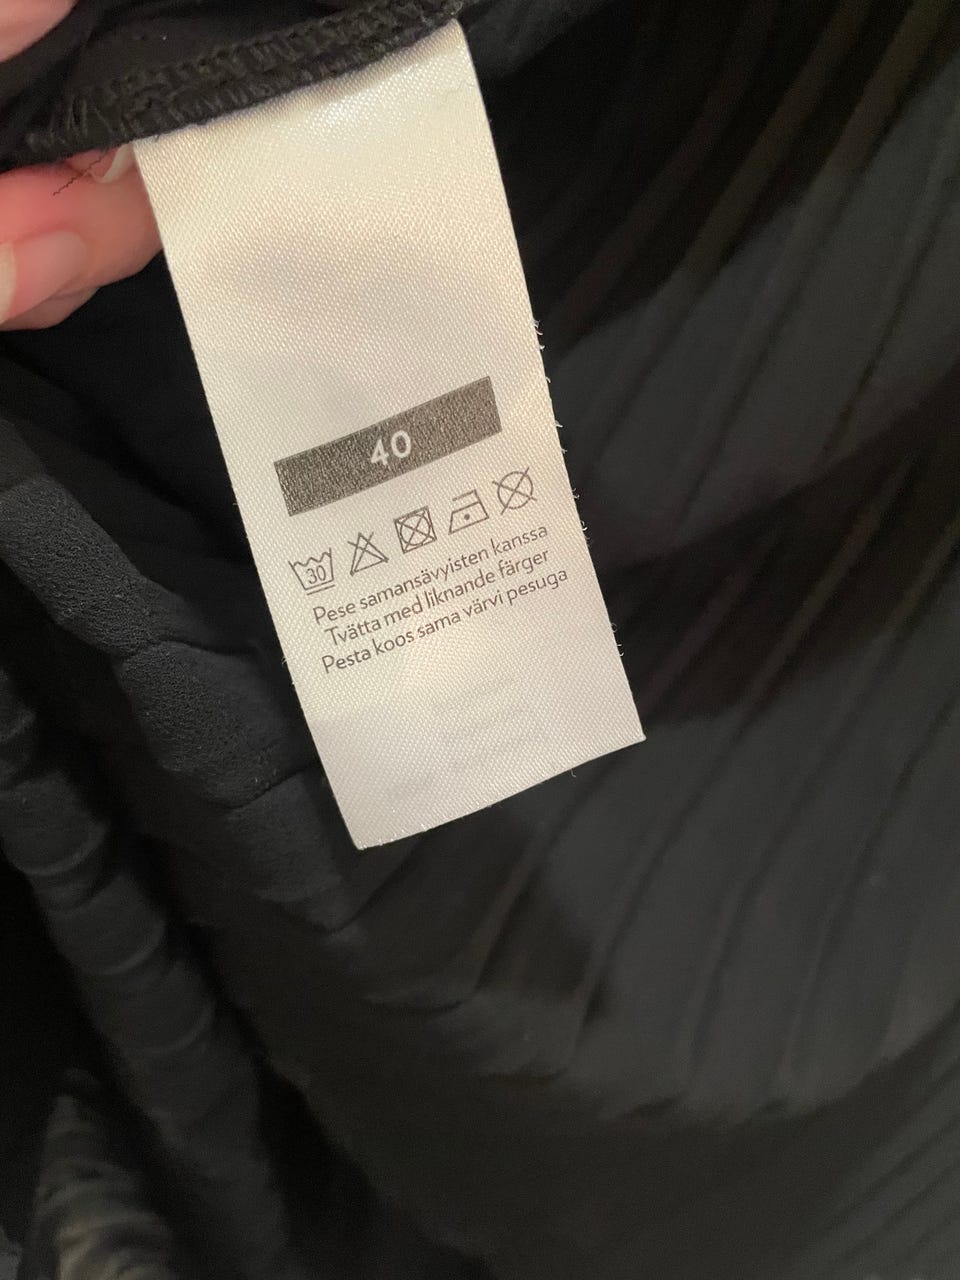 40
30
Pese samansävyisten kanssa
Tvätta med liknande färger
Pesta koos sama värvi pesuga